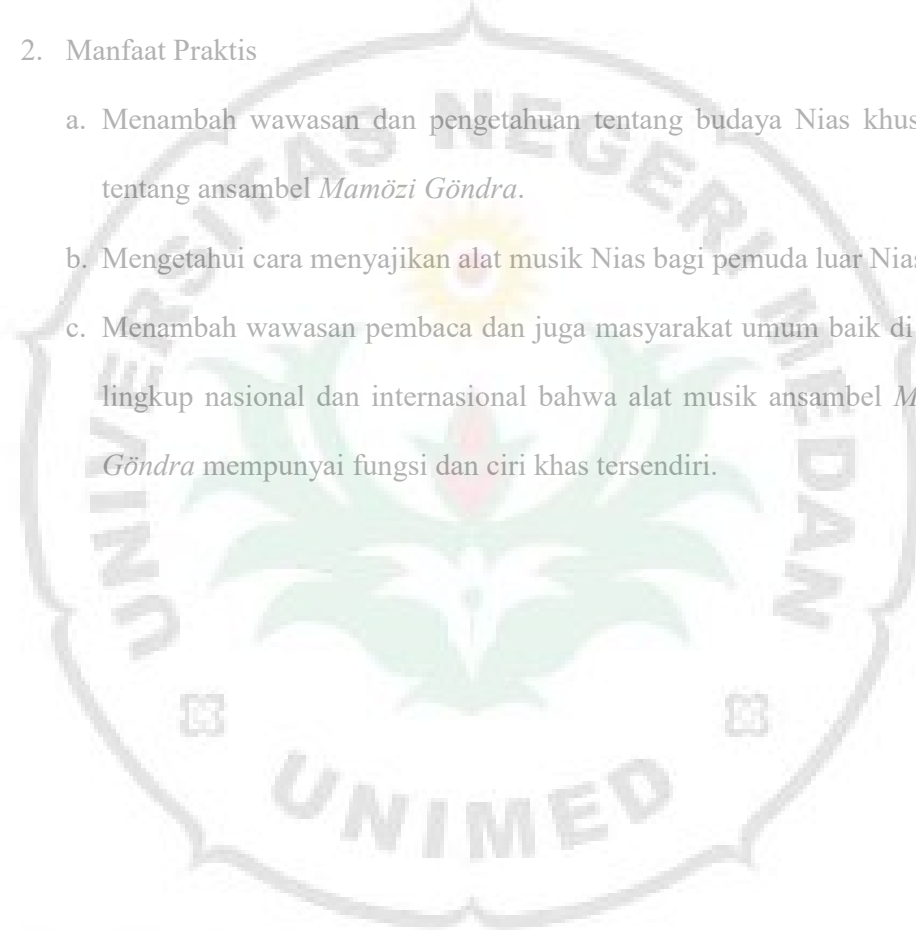 2. Manfaat Praktis
a. Menambah wawasan dan pengetahuan tentang budaya Nias khus
tentang ansambel Mamözi Göndra.
b. Mengetahui cara menyajikan alat musik Nias bagi pemuda luar Nias
c. Menambah wawasan pembaca dan juga masyarakat umum baik di
lingkup nasional dan internasional bahwa alat musik ansambel M
Göndra mempunyai fungsi dan ciri khas tersendiri.
UNIVERSITAS NEGERI MEDAN
UNIMED